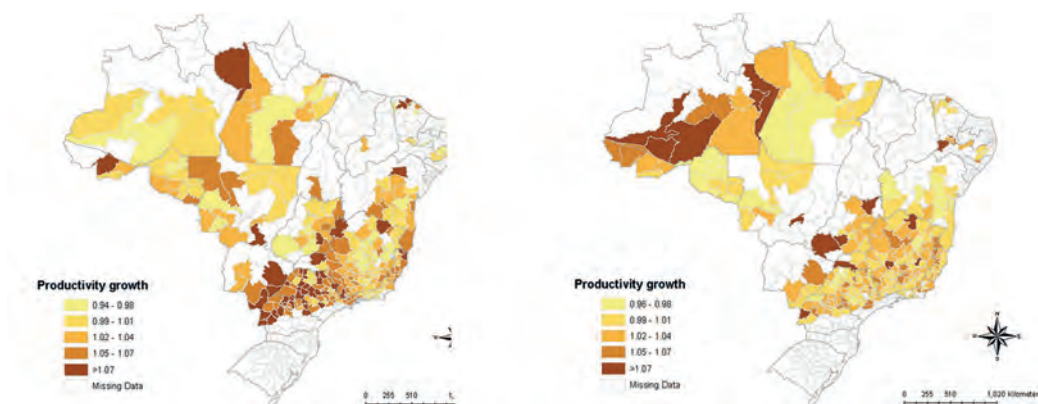 Productivity growth
0.94 - 0.98
0.99 - 1.01
1.02 - 1.04
1.05 - 1.07
>1.07
Missing Data
0 255 510
Productivity growth
0.96 - 0.98
0.99 - 1.01
1.02 - 1.04
1.05 - 1.07
>1.07
Missing Data
N
S
0 255 510 1,020 Kilometer